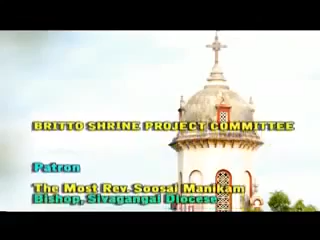 BRITTO SHRINE PROJECT COMMITTEE
Patron
The Most Rev. Soosai Manikam
Bishop, Sivagangai Diocese